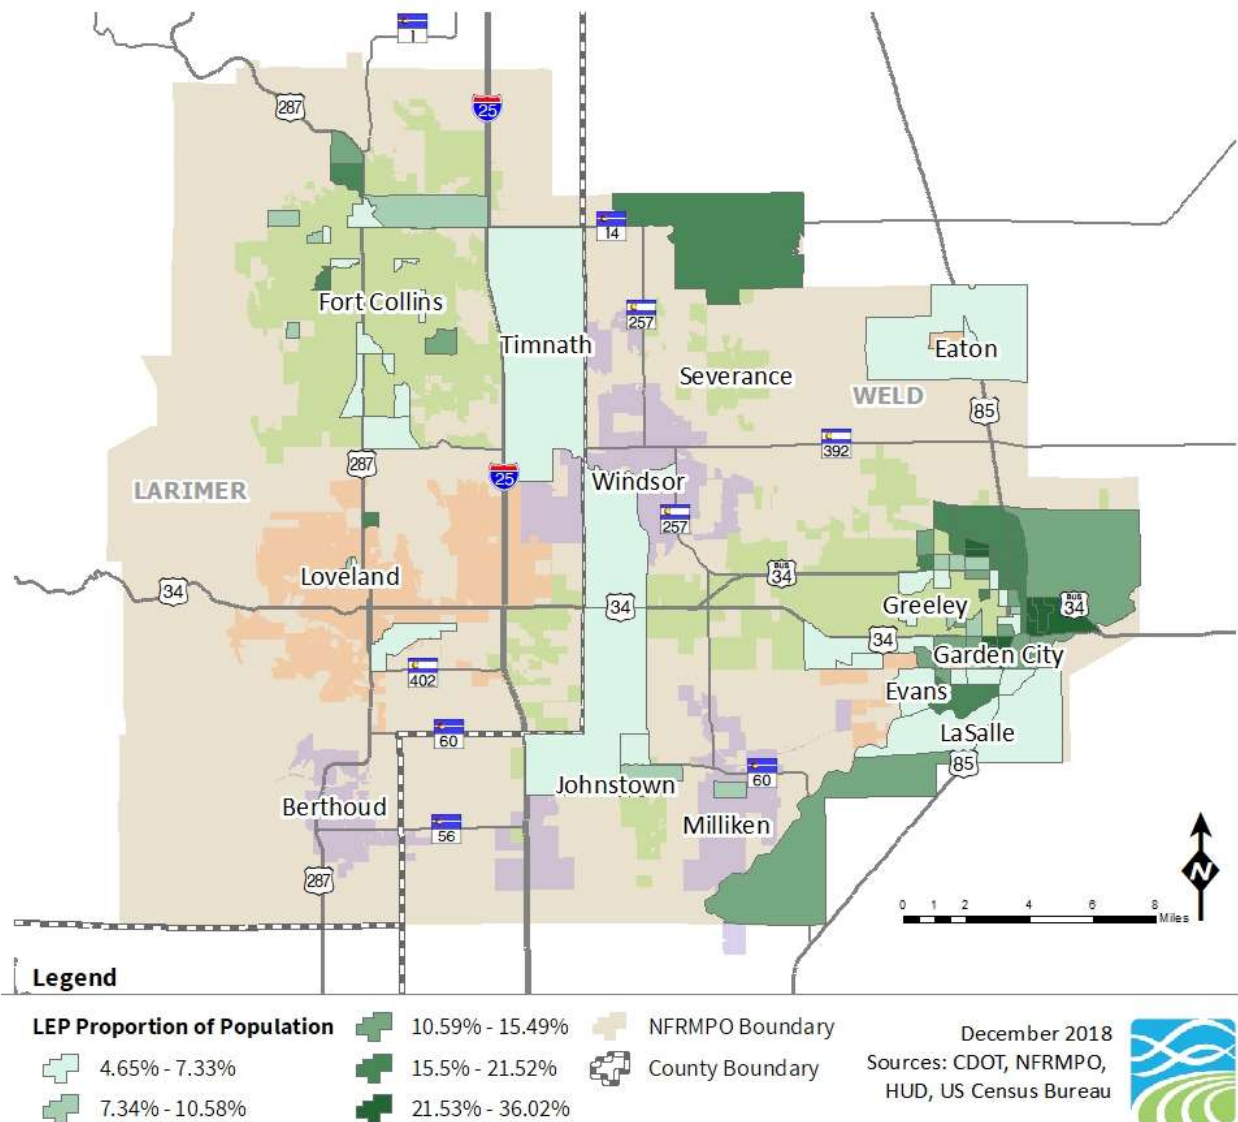 1
287
25
14
Fort Collins
257
Timnath
Eaton
Severance
WELD
85
392
287
25
LARIMER
Windsor
257
Loveland
34
BUS
34
34
Greeley
BUS
34
34
Garden City
402
Evans
60
LaSalle
85
60
Johnstown
Berthoud
56
Milliken
287
N
0 1 2 4 6 8
Miles
Legend
LEP Proportion of Population
4.65% - 7.33%
7.34% - 10.58%
10.59% - 15.49%
15.5% - 21.52%
21.53% - 36.02%
NFRMPO Boundary
County Boundary
December 2018
Sources: CDOT, NFRMPO,
HUD, US Census Bureau